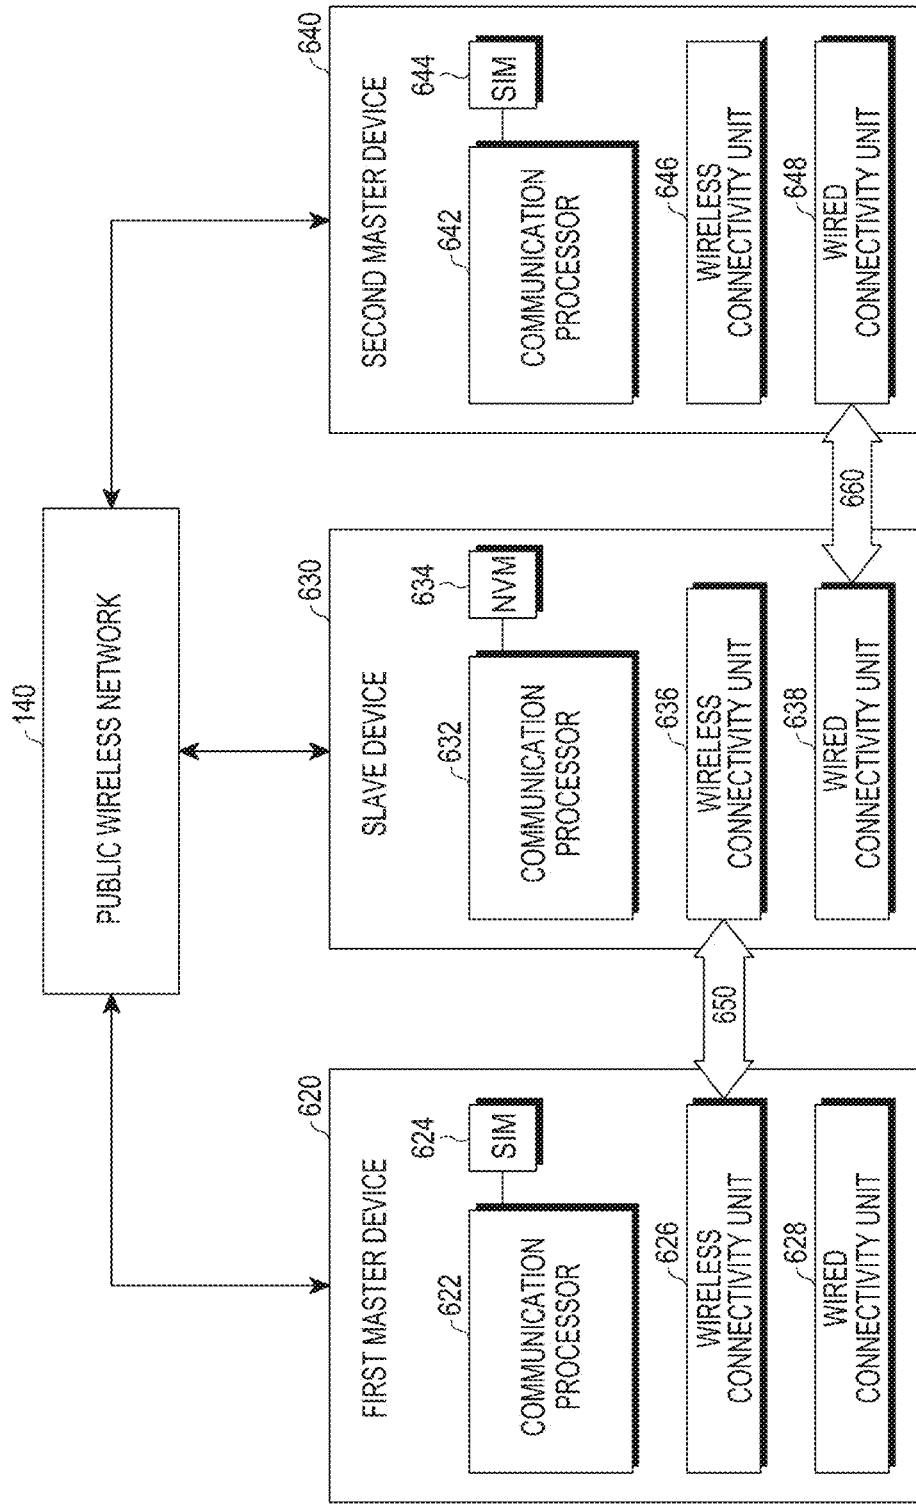 140
PUBLIC WIRELESS NETWORK
620
FIRST MASTER DEVICE
622
COMMUNICATION
PROCESSOR
624
SIM
626
WIRELESS
CONNECTIVITY UNIT
628
WIRED
CONNECTIVITY UNIT
650
630
SLAVE DEVICE
632
COMMUNICATION
PROCESSOR
634
NVM
636
WIRELESS
CONNECTIVITY UNIT
638
WIRED
CONNECTIVITY UNIT
660
640
SECOND MASTER DEVICE
642
COMMUNICATION
PROCESSOR
644
SIM
646
WIRELESS
CONNECTIVITY UNIT
648
WIRED
CONNECTIVITY UNIT